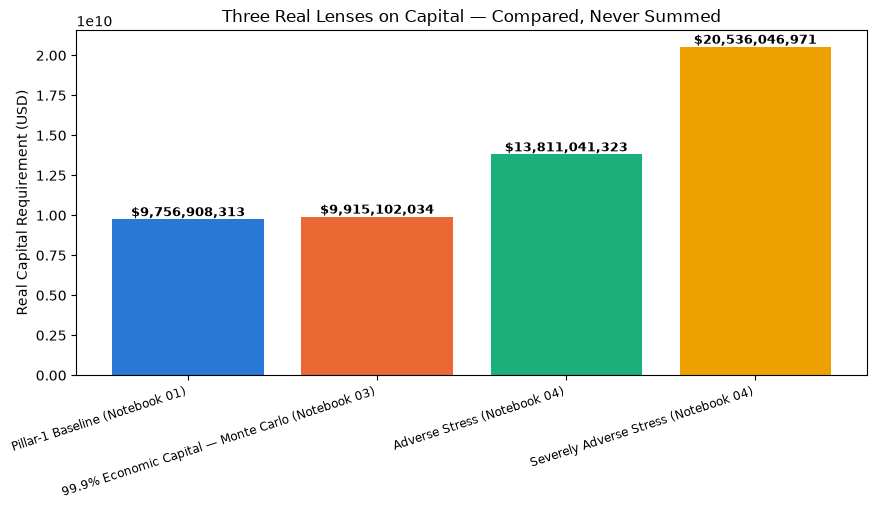 Three Real Lenses on Capital — Compared, Never Summed
1e10
Real Capital Requirement (USD)
2.00
1.75
1.50
1.25
1.00
0.75
0.50
0.25
0.00
$9,756,908,313
$9,915,102,034
$13,811,041,323
$20,536,046,971
Pillar-1 Baseline (Notebook 01)
99.9% Economic Capital — Monte Carlo (Notebook 03)
Adverse Stress (Notebook 04)
Severely Adverse Stress (Notebook 04)